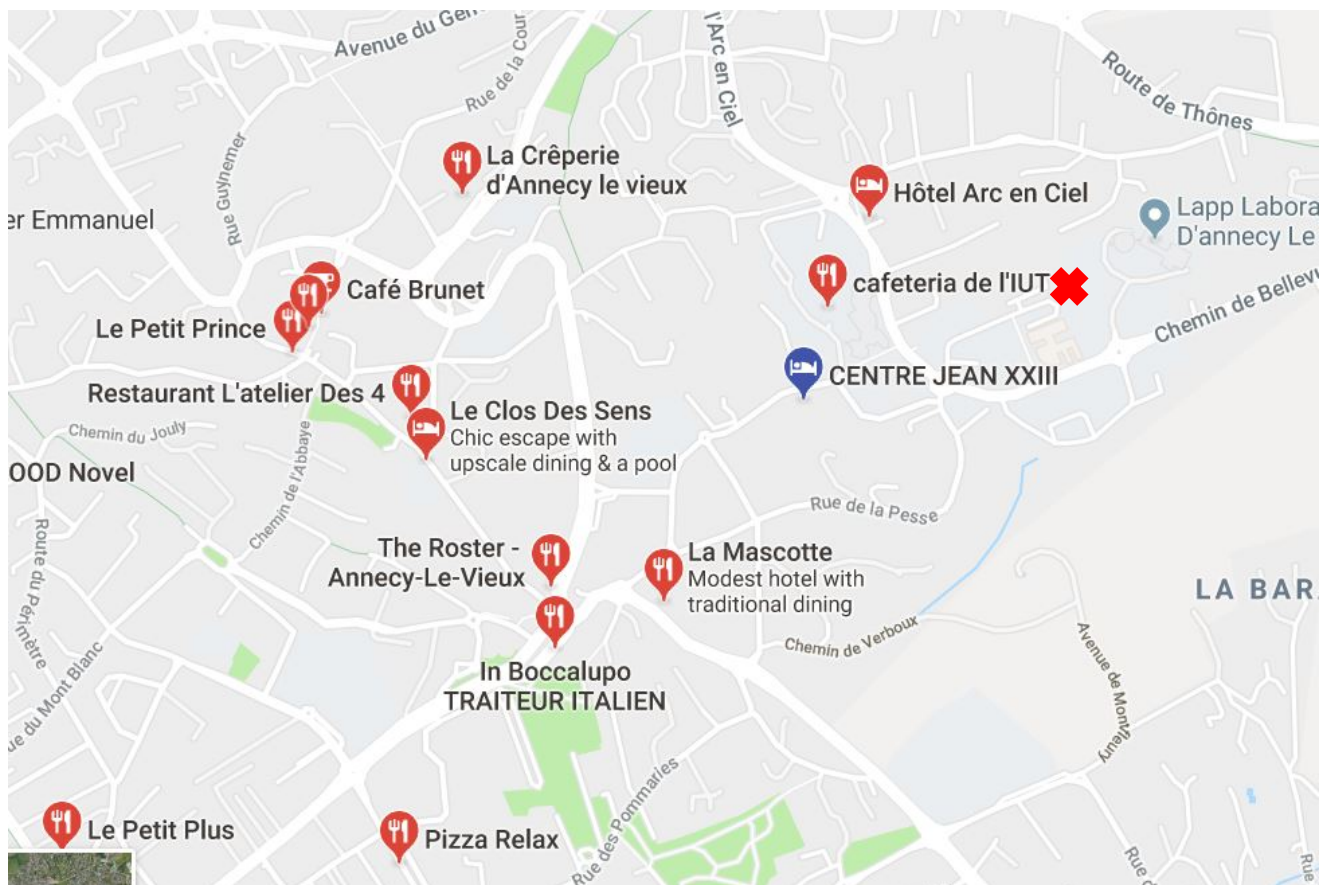 Avenue du Gén
Rue de la Cour
l'Arc en Ciel
Route de Thônes
Rue Guynemer
La Crêperie
d'Annecy le vieux
Hôtel Arc en Ciel
Lapp Labora
D'annecy Le
er Emmanuel
cafeteria de l'IUT
Café Brunet
Chemin de Bellevu
Le Petit Prince
CENTRE JEAN XXIII
Restaurant L'atelier Des 4
Le Clos Des Sens
Chic escape with
upscale dining & a pool
Chemin du Jouly
OOD Novel
Chemin de l'Abbaye
Rue de la Pesse
Route du Périmètre
The Roster -
Annecy-Le-Vieux
La Mascotte
Modest hotel with
traditional dining
LA BAR
Chemin de Verboux
Avenue de Montfleury
In Boccalupo
TRAITEUR ITALIEN
ue du Mont Blanc
Rue des Pommaries
Le Petit Plus
Pizza Relax
Rue d
Rue